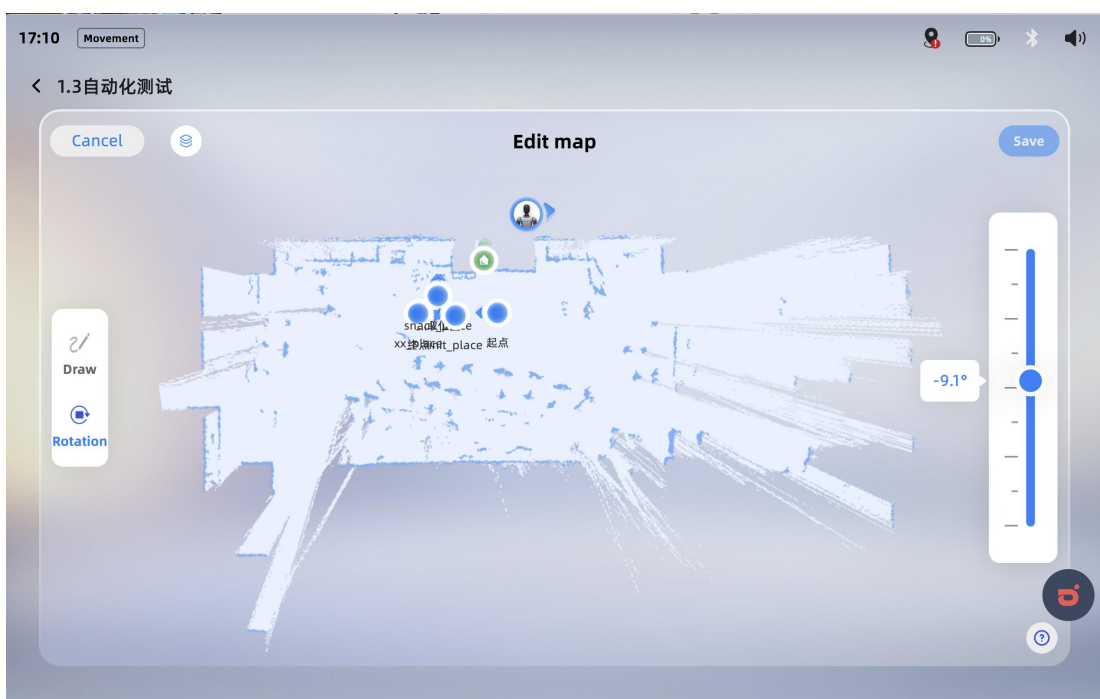 17:10 Movement 0%
1.3自动化测试
Cancel Edit map Save
起点
-9.1°
Draw
Rotation